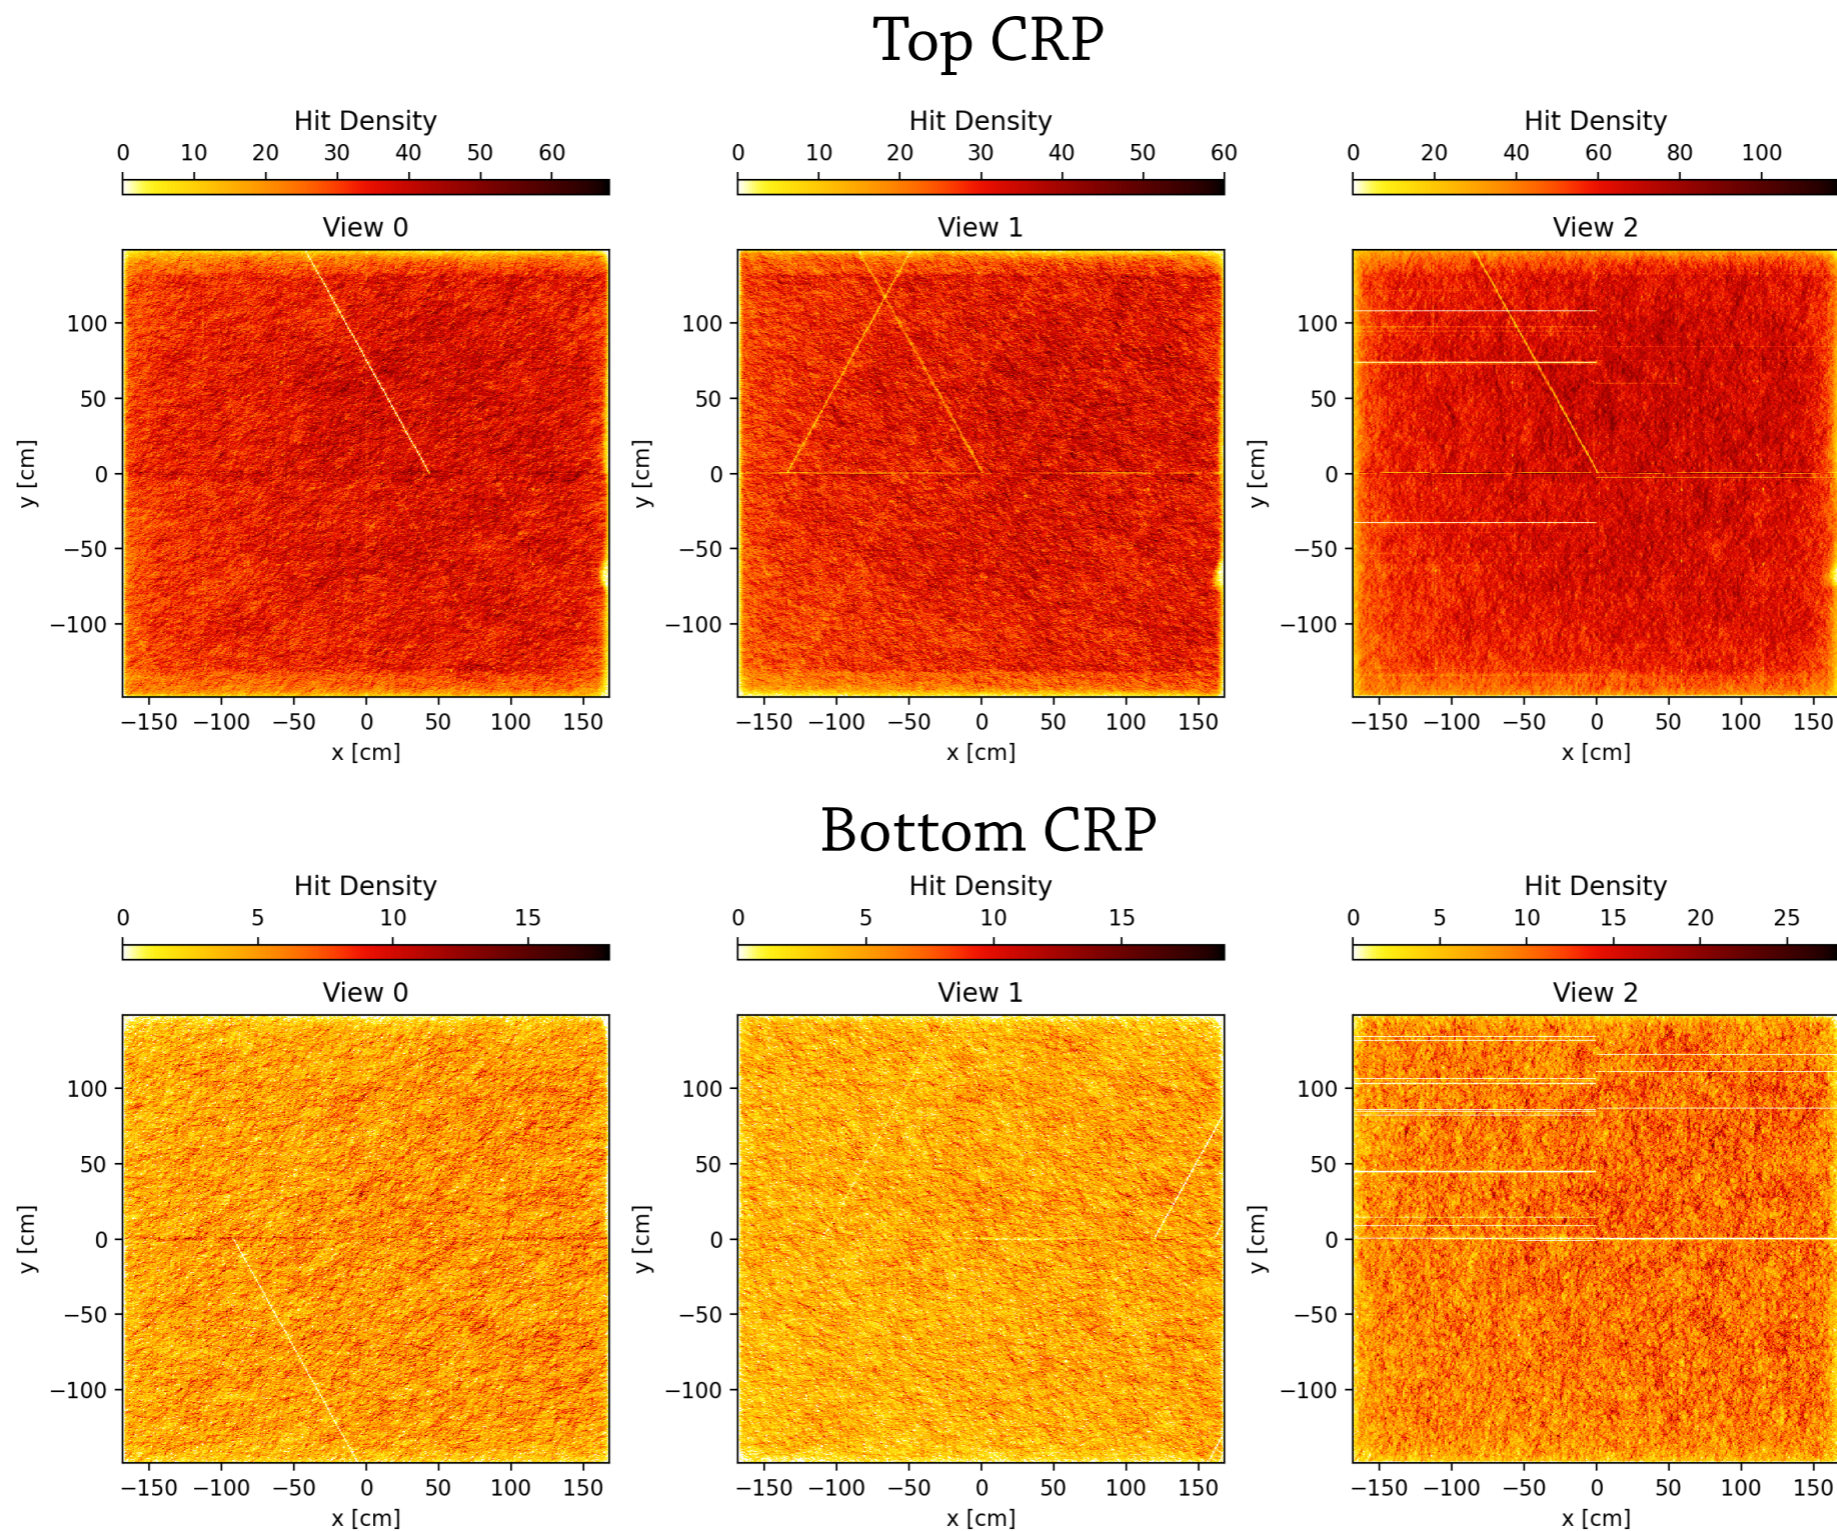 Top CRP
Hit Density Hit Density Hit Density
0 10 20 30 40 50 60 0 10 20 30 40 50 60 0 20 40 60 80 100
View 0 View 1 View 2
100 100 100
50 50 50
0 0 0
−50 −50 −50
−100 −100 −100
y [cm] y [cm] y [cm]
−150 −100 −50 0 50 100 150 −150 −100 −50 0 50 100 150 −150 −100 −50 0 50 100 150
x [cm] x [cm] x [cm]
Bottom CRP
Hit Density Hit Density Hit Density
0 5 10 15 0 5 10 15 0 5 10 15 20 25
View 0 View 1 View 2
100 100 100
50 50 50
0 0 0
−50 −50 −50
−100 −100 −100
y [cm] y [cm] y [cm]
−150 −100 −50 0 50 100 150 −150 −100 −50 0 50 100 150 −150 −100 −50 0 50 100 150
x [cm] x [cm] x [cm]